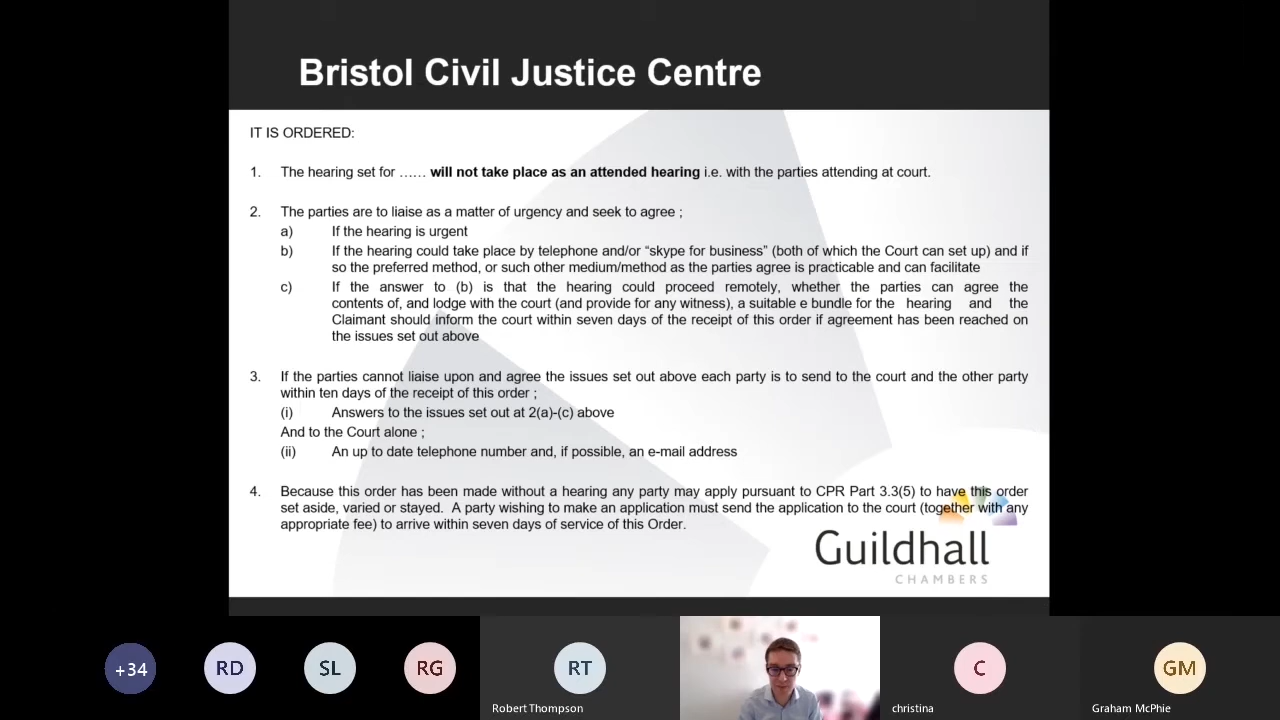 Bristol Civil Justice Centre
IT IS ORDERED:
1. The hearing set for …… will not take place as an attended hearing i.e. with the parties attending at court.
2. The parties are to liaise as a matter of urgency and seek to agree ;
a) If the hearing is urgent
b) If the hearing could take place by telephone and/or “skype for business” (both of which the Court can set up) and if
so the preferred method, or such other medium/method as the parties agree is practicable and can facilitate
c) If the answer to (b) is that the hearing could proceed remotely, whether the parties can agree the
contents of, and lodge with the court (and provide for any witness), a suitable e bundle for the hearing and the
Claimant should inform the court within seven days of the receipt of this order if agreement has been reached on
the issues set out above
3. If the parties cannot liaise upon and agree the issues set out above each party is to send to the court and the other party
within ten days of the receipt of this order ;
(i) Answers to the issues set out at 2(a)-(c) above
And to the Court alone ;
(ii) An up to date telephone number and, if possible, an e-mail address
4. Because this order has been made without a hearing any party may apply pursuant to CPR Part 3.3(5) to have this order
set aside, varied or stayed. A party wishing to make an application must send the application to the court (together with any
appropriate fee) to arrive within seven days of service of this Order.
Guildhall
CHAMBERS
+34
RD
SL
RG
RT
C
GM
Robert Thompson
christina
Graham McPhie